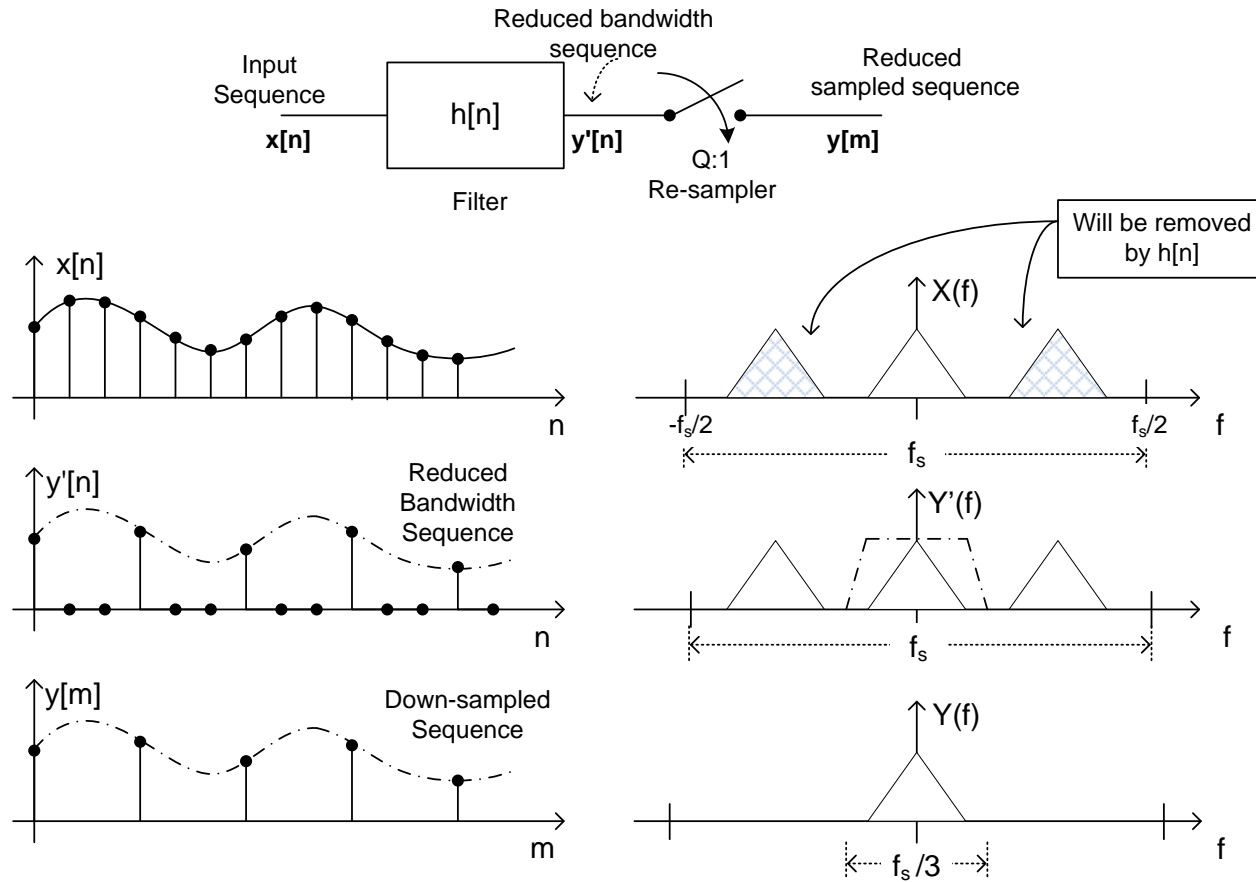 Reduced bandwidth
sequence
Input
Sequence
x[n]
h[n]
Filter
y'[n]
Q:1
Re-sampler
Reduced
sampled sequence
y[m]
Will be removed
by h[n]
x[n]
n
X(f)
-fs/2
fs/2
f
fs
y'[n]
Reduced
Bandwidth
Sequence
n
Y’(f)
f
fs
y[m]
Down-sampled
Sequence
m
Y(f)
f
fs /3